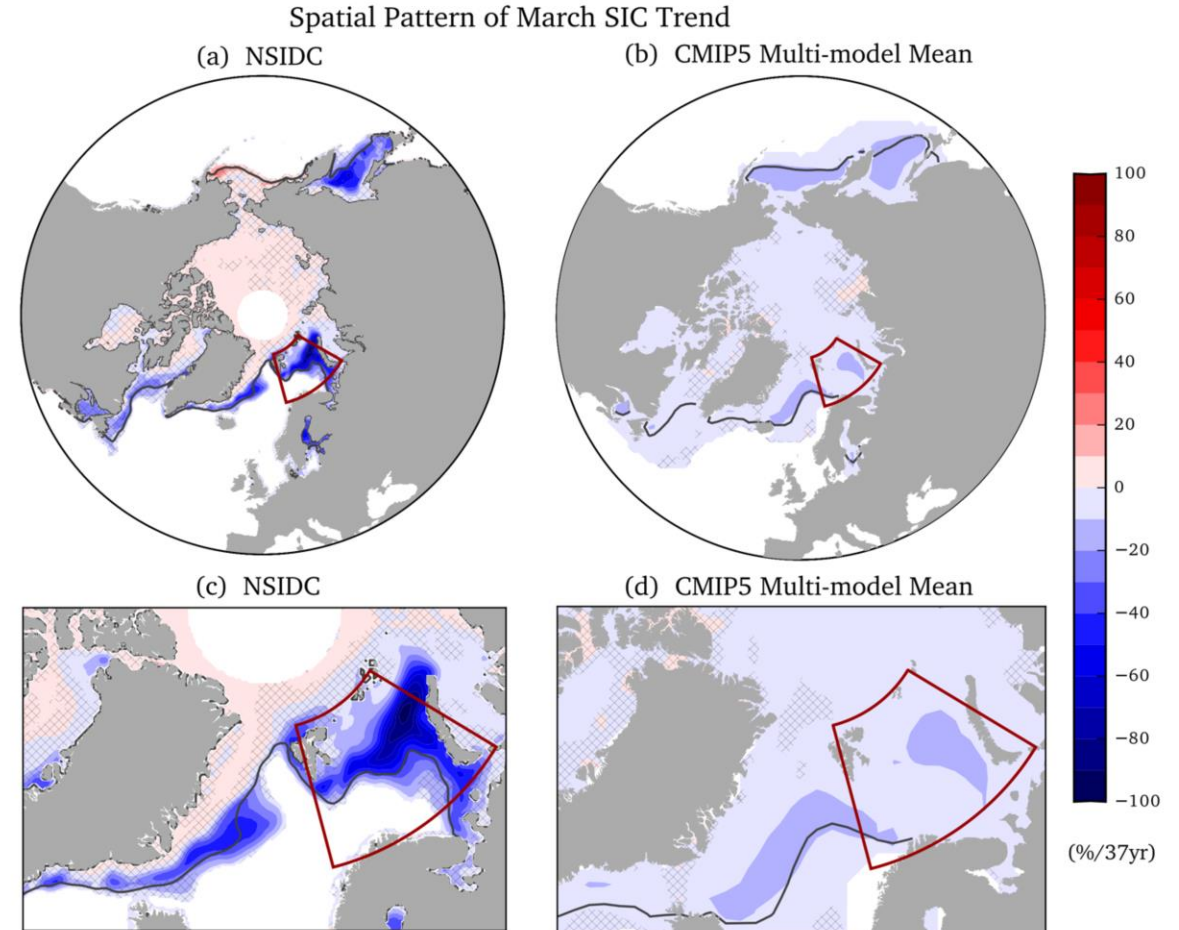 Spatial Pattern of March SIC Trend
(a) NSIDC
(b) CMIP5 Multi-model Mean
100
80
60
40
20
0
−20
−40
−60
−80
−100
(%/37yr)
(c) NSIDC
(d) CMIP5 Multi-model Mean